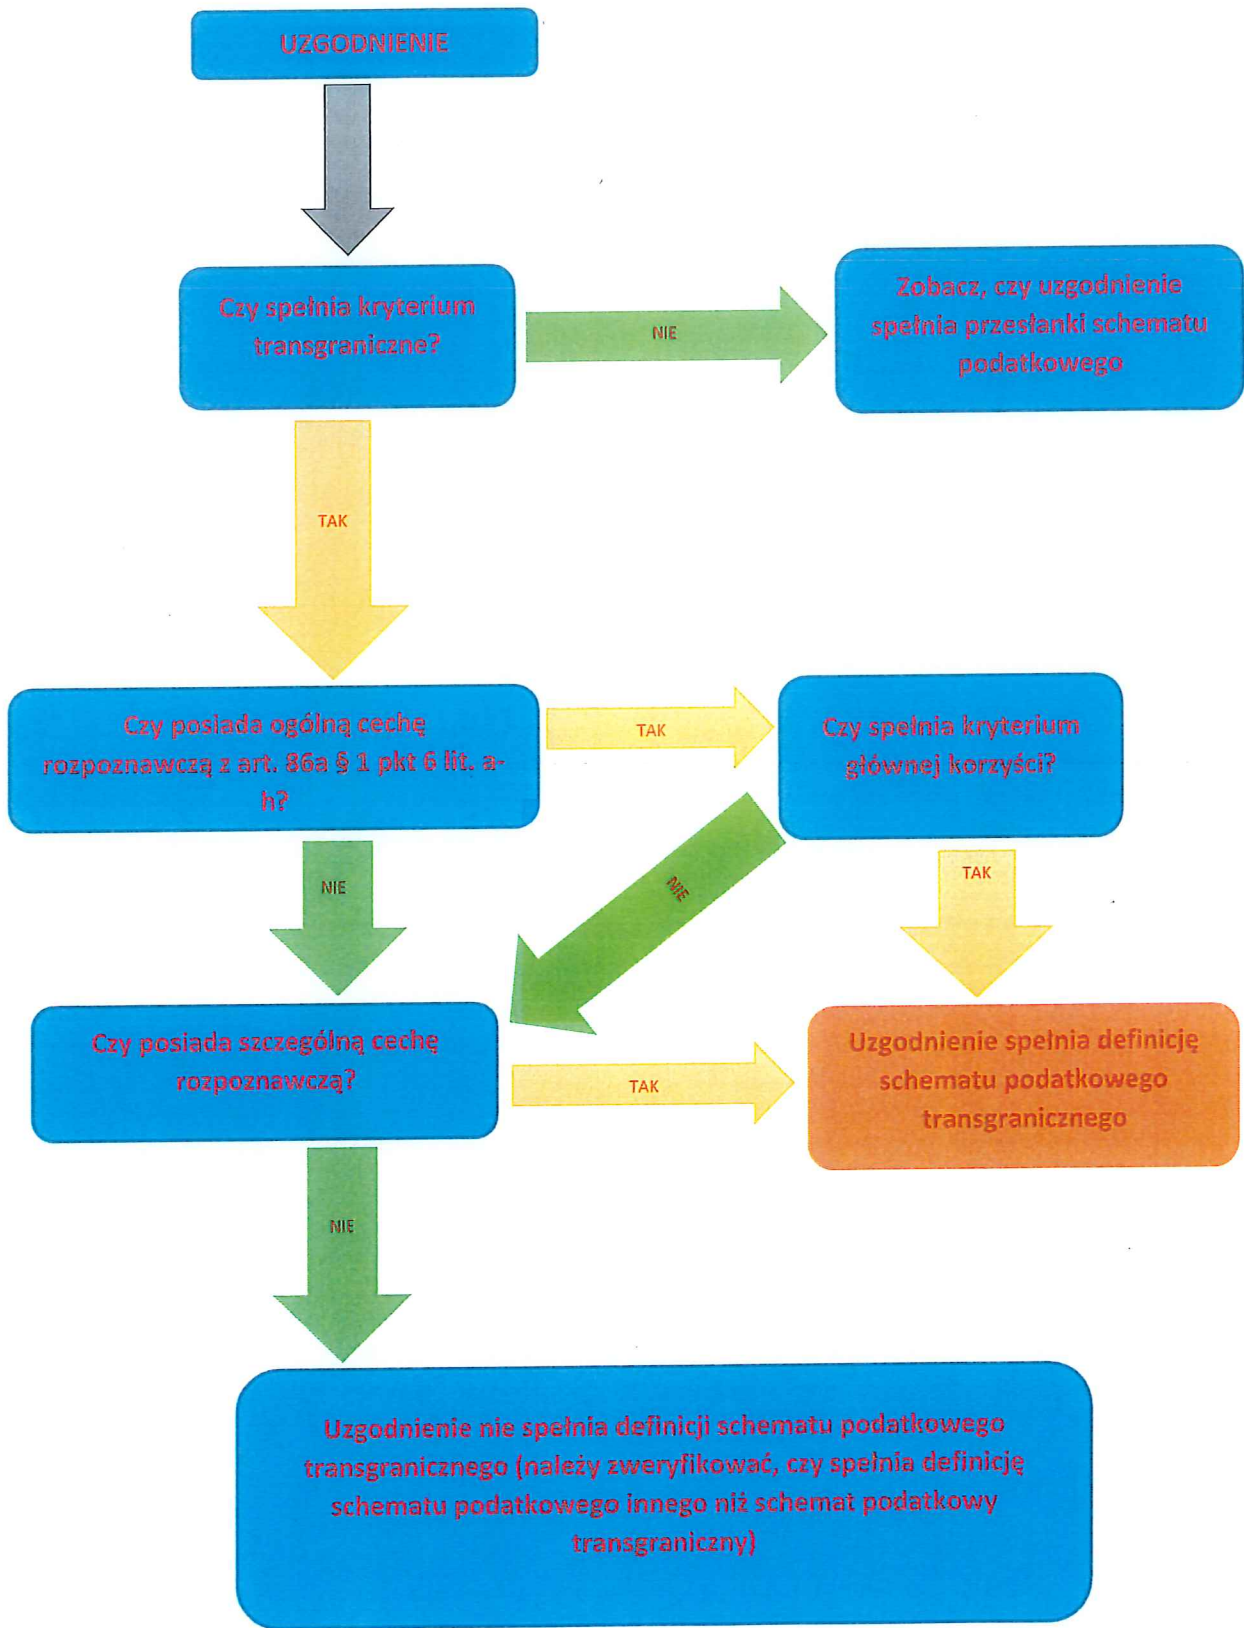 UZGODNIENIE
Czy spełnia kryterium
transgraniczne?
NIE
Zobacz, czy uzgodnienie
spełnia przesłanki schematu
podatkowego
TAK
Czy posiada ogólną cechę
rozpoznawczą z art. 86a § 1 pkt 6 lit. a-
h?
TAK
Czy spełnia kryterium
głównej korzyści?
NIE
NIE
TAK
Czy posiada szczególną cechę
rozpoznawczą?
TAK
Uzgodnienie spełnia definicję
schematu podatkowego
transgranicznego
NIE
Uzgodnienie nie spełnia definicji schematu podatkowego
transgranicznego (należy zweryfikować, czy spełnia definicję
schematu podatkowego innego niż schemat podatkowy
transgraniczny)